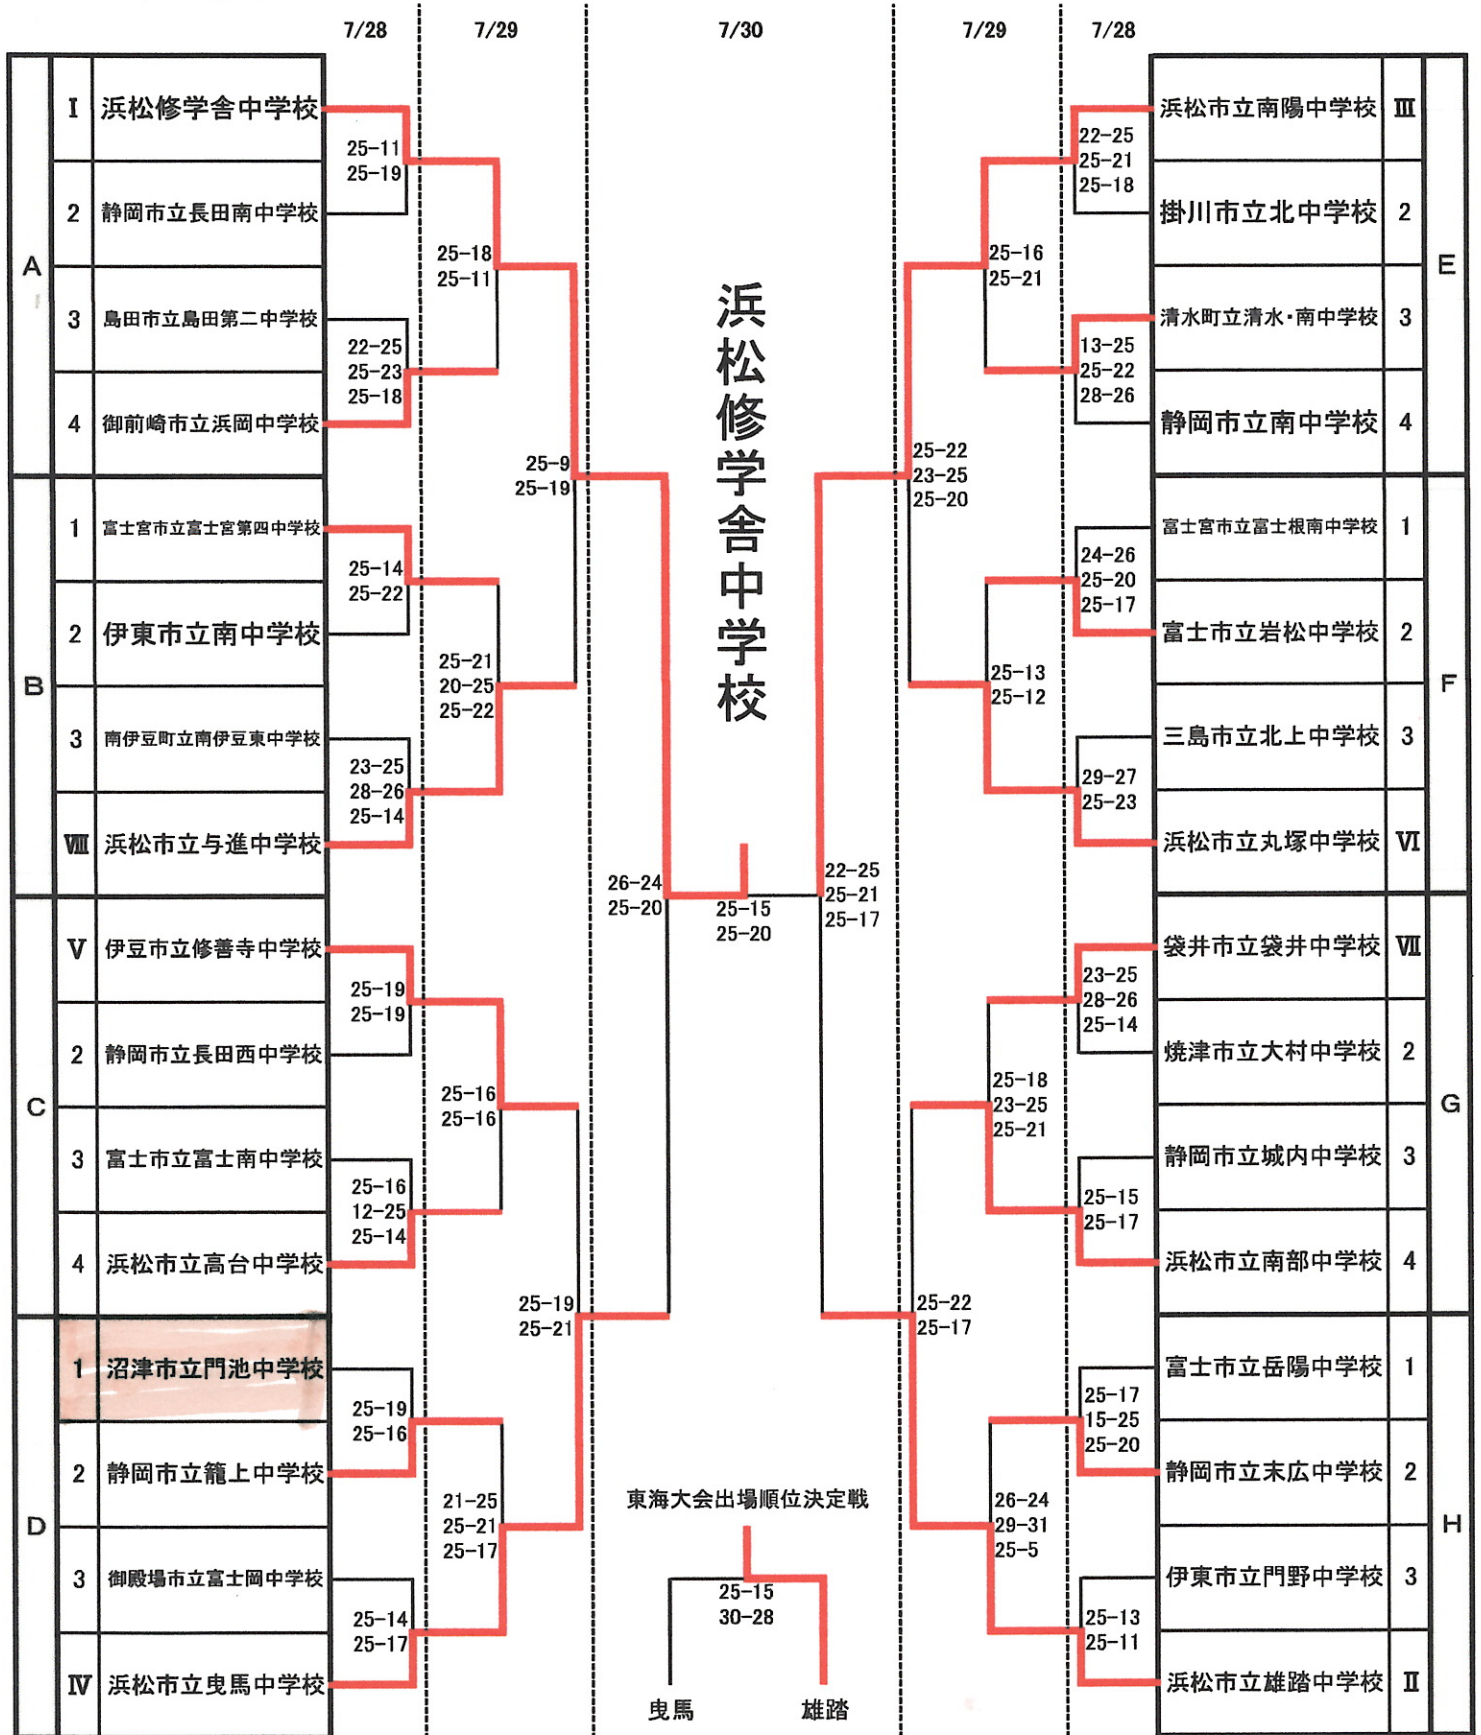 7/28
7/29
7/30
7/29
7/28
A
I 浜松修学舎中学校
2 静岡市立長田南中学校
3 島田市立島田第二中学校
4 御前崎市立浜岡中学校
B
1 富士宮市立富士宮第四中学校
2 伊東市立南中学校
3 南伊豆町立南伊豆東中学校
Ⅷ 浜松市立与進中学校
C
V 伊豆市立修善寺中学校
2 静岡市立長田西中学校
3 富士市立富士南中学校
4 浜松市立高台中学校
D
1 沼津市立門池中学校
2 静岡市立籠上中学校
3 御殿場市立富士岡中学校
Ⅳ 浜松市立曳馬中学校
25-11
25-19
22-25
25-23
25-18
25-14
25-22
23-25
28-26
25-14
25-19
25-19
25-16
12-25
25-14
25-19
25-16
25-14
25-17
25-18
25-11
25-21
20-25
25-22
25-16
25-16
21-25
25-21
25-17
25-9
25-19
25-19
25-21
浜松修学舎中学校
26-24
25-20
25-15
25-20
22-25
25-21
25-17
東海大会出場順位決定戦
25-15
30-28
曳馬
雄踏
25-22
23-25
25-20
25-22
25-17
25-16
25-21
25-13
25-12
25-18
23-25
25-21
26-24
29-31
25-5
22-25
25-21
25-18
13-25
25-22
28-26
24-26
25-20
25-17
29-27
25-23
23-25
28-26
25-14
25-15
25-17
25-17
15-25
25-20
25-13
25-11
浜松市立南陽中学校 Ⅲ
掛川市立北中学校 2
清水町立清水・南中学校 3
静岡市立南中学校 4
E
富士宮市立富士根南中学校 1
富士市立岩松中学校 2
三島市立北上中学校 3
浜松市立丸塚中学校 Ⅵ
F
袋井市立袋井中学校 Ⅶ
焼津市立大村中学校 2
静岡市立城内中学校 3
浜松市立南部中学校 4
G
富士市立岳陽中学校 1
静岡市立末広中学校 2
伊東市立門野中学校 3
浜松市立雄踏中学校 Ⅱ
H